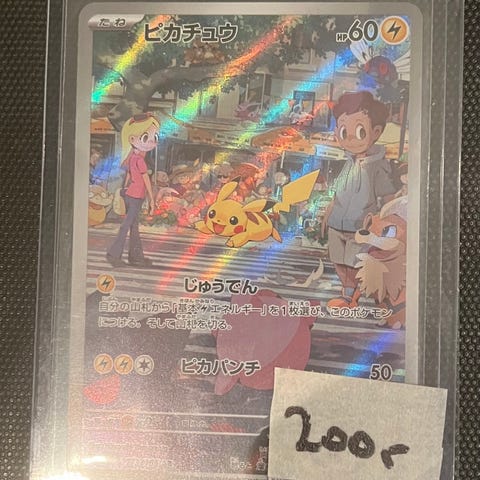 たね ピカチュウ HP60
じゅうでん
自分の山札から「基本エネルギー」を1枚選び、このポケモン
につける。そして山札を切る。
ピカパンチ 50
200